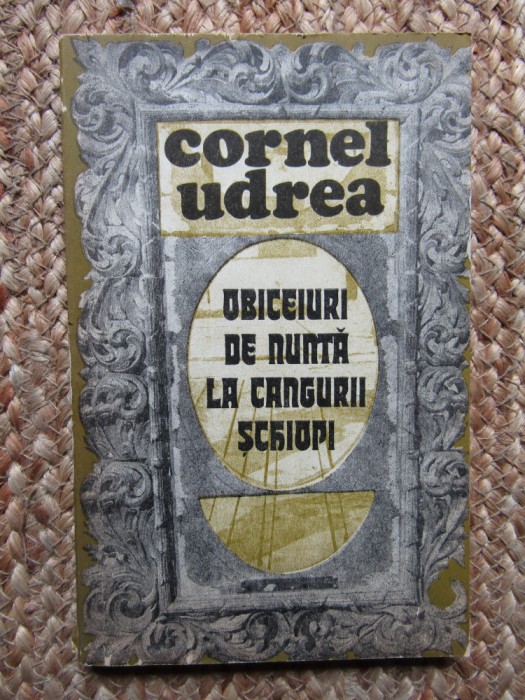 cornel
udrea
OBICEIURI
DE NUNTĂ
LA CANGURII
ȘCHIOPI